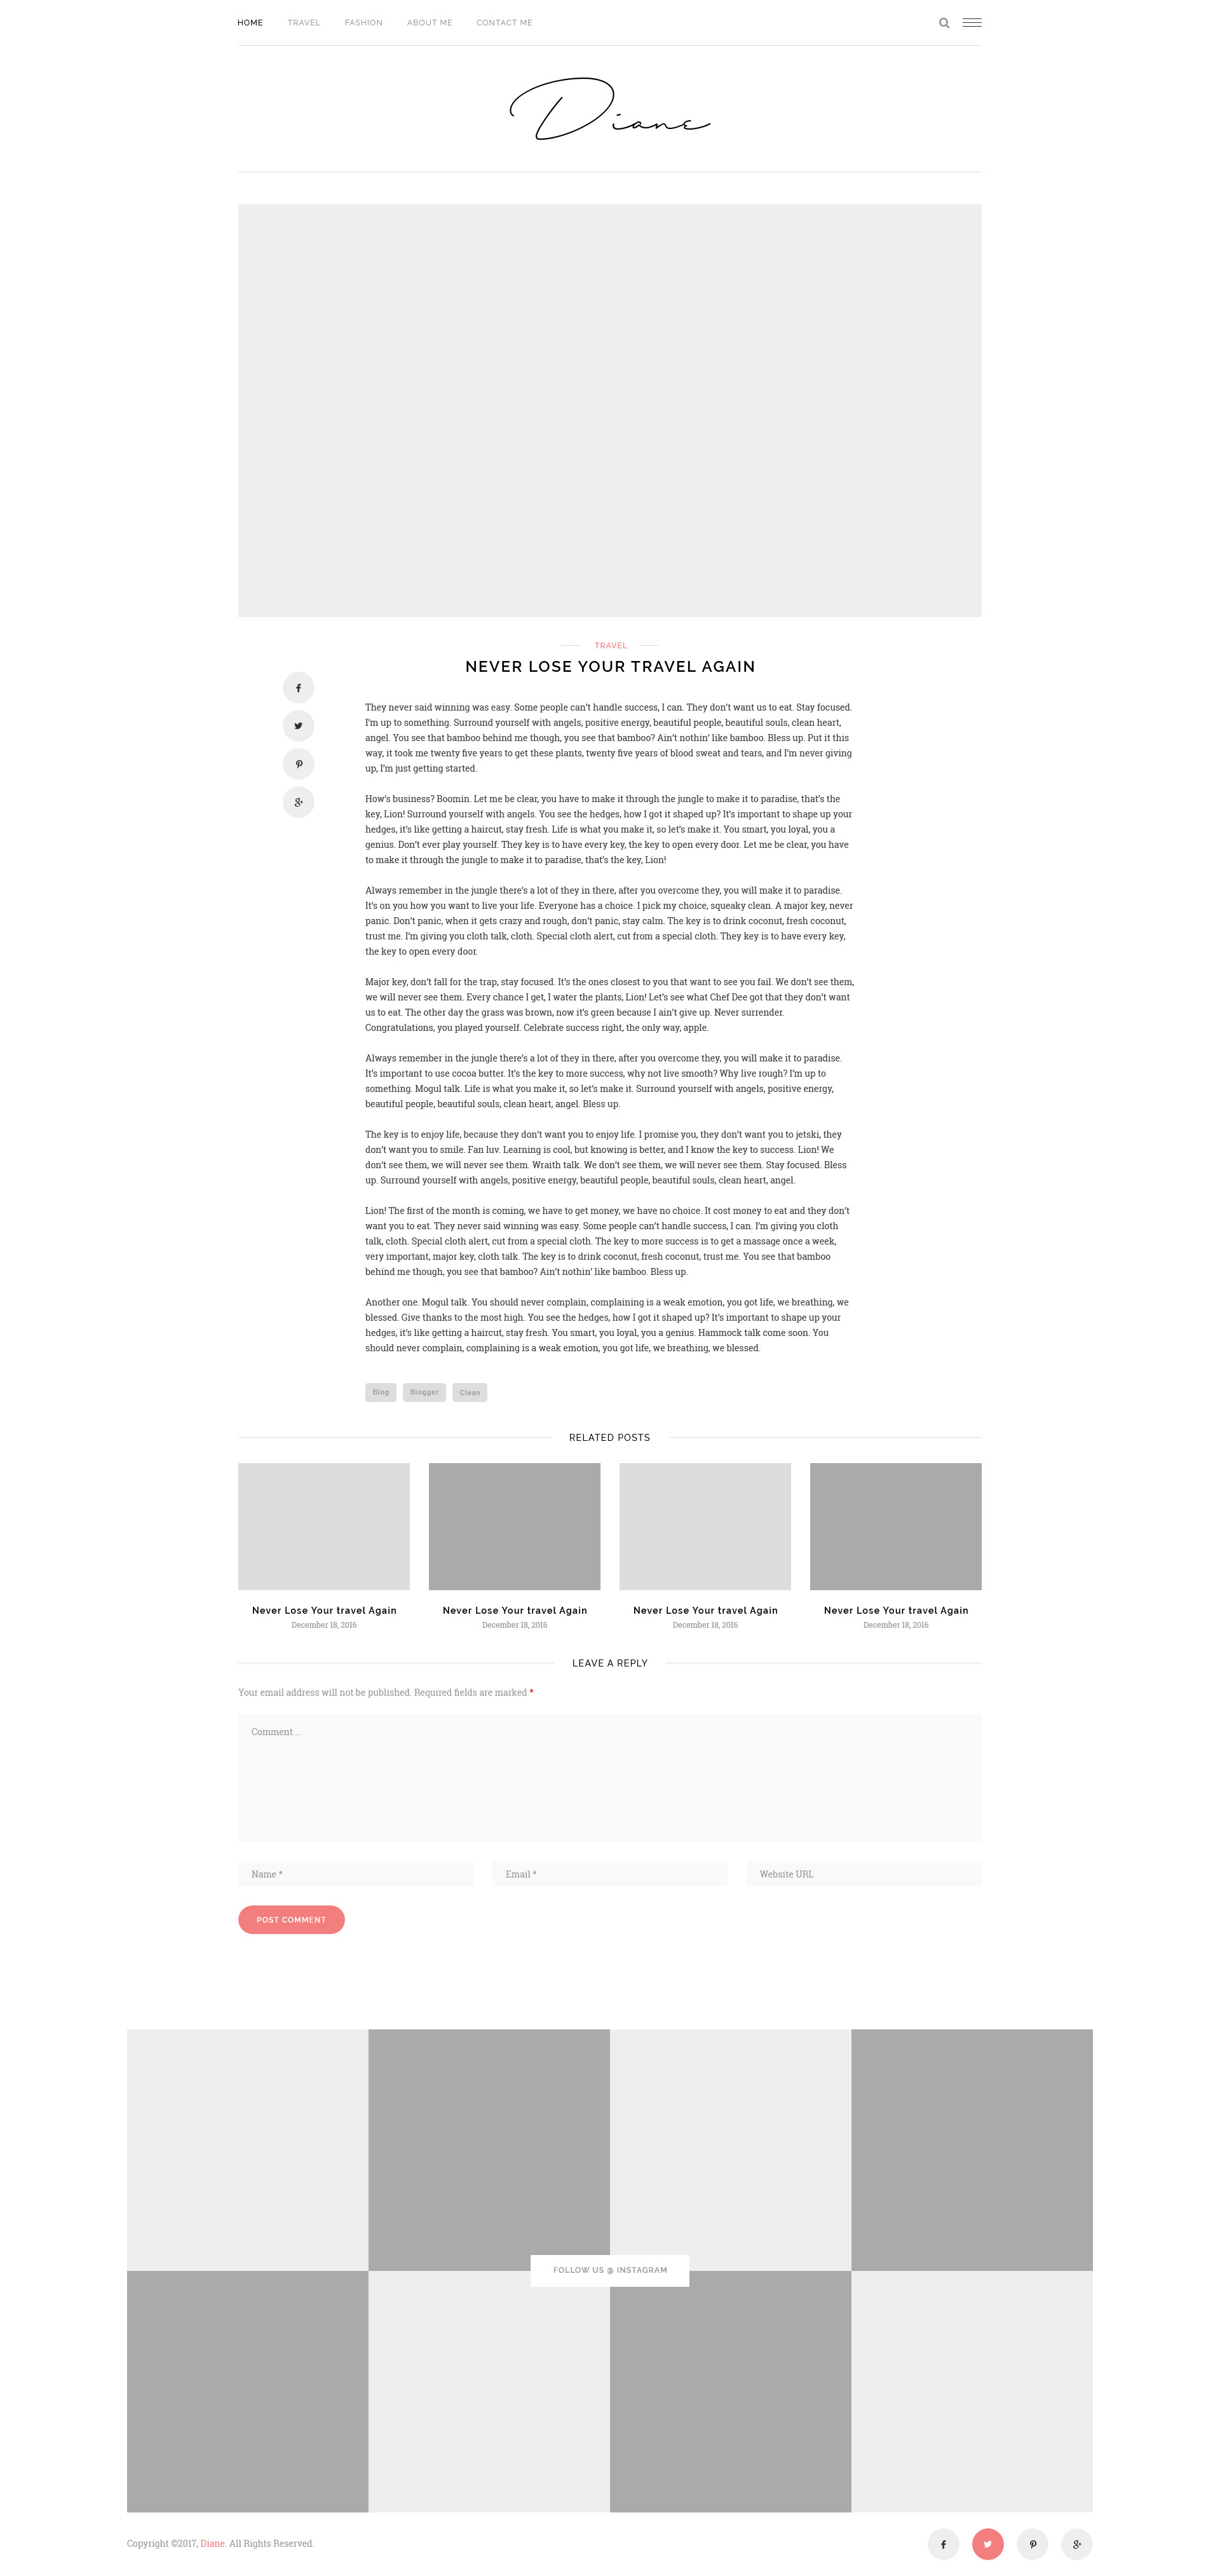 HOME TRAVEL FASHION ABOUT ME CONTACT ME
Diane
TRAVEL
NEVER LOSE YOUR TRAVEL AGAIN
They never said winning was easy. Some people can’t handle success, I can. They don’t want us to eat. Stay focused.
I’m up to something. Surround yourself with angels, positive energy, beautiful people, beautiful souls, clean heart,
angel. You see that bamboo behind me though, you see that bamboo? Ain’t nothin’ like bamboo. Bless up. Put it this
way, it took me twenty five years to get these plants, twenty five years of blood sweat and tears, and I’m never giving
up, I’m just getting started.
How’s business? Boomin. Let me be clear, you have to make it through the jungle to make it to paradise, that’s the
key, Lion! Surround yourself with angels. You see the hedges, how I got it shaped up? It’s important to shape up your
hedges, it’s like getting a haircut, stay fresh. Life is what you make it, so let’s make it. You smart, you loyal, you a
genius. Don’t ever play yourself. They key is to have every key, the key to open every door. Let me be clear, you have
to make it through the jungle to make it to paradise, that’s the key, Lion!
Always remember in the jungle there’s a lot of they in there, after you overcome they, you will make it to paradise.
It’s on you how you want to live your life. Everyone has a choice. I pick my choice, squeaky clean. A major key, never
panic. Don’t panic, when it gets crazy and rough, don’t panic, stay calm. The key is to drink coconut, fresh coconut,
trust me. I’m giving you cloth talk, cloth. Special cloth alert, cut from a special cloth. They key is to have every key,
the key to open every door.
Major key, don’t fall for the trap, stay focused. It’s the ones closest to you that want to see you fail. We don’t see them,
we will never see them. Every chance I get, I water the plants, Lion! Let’s see what Chef Dee got that they don’t want
us to eat. The other day the grass was brown, now it’s green because I ain’t give up. Never surrender.
Congratulations, you played yourself. Celebrate success right, the only way, apple.
Always remember in the jungle there’s a lot of they in there, after you overcome they, you will make it to paradise.
It’s important to use cocoa butter. It’s the key to more success, why not live smooth? Why live rough? I’m up to
something. Mogul talk. Life is what you make it, so let’s make it. Surround yourself with angels, positive energy,
beautiful people, beautiful souls, clean heart, angel. Bless up.
The key is to enjoy life, because they don’t want you to enjoy life. I promise you, they don’t want you to jetski, they
don’t want you to smile. Fan luv. Learning is cool, but knowing is better, and I know the key to success. Lion! We
don’t see them, we will never see them. Wraith talk. We don’t see them, we will never see them. Stay focused. Bless
up. Surround yourself with angels, positive energy, beautiful people, beautiful souls, clean heart, angel.
Lion! The first of the month is coming, we have to get money, we have no choice. It cost money to eat and they don’t
want you to eat. They never said winning was easy. Some people can’t handle success, I can. I’m giving you cloth
talk, cloth. Special cloth alert, cut from a special cloth. The key to more success is to get a massage once a week,
very important, major key, cloth talk. The key is to drink coconut, fresh coconut, trust me. You see that bamboo
behind me though, you see that bamboo? Ain’t nothin’ like bamboo. Bless up.
Another one. Mogul talk. You should never complain, complaining is a weak emotion, you got life, we breathing, we
blessed. Give thanks to the most high. You see the hedges, how I got it shaped up? It’s important to shape up your
hedges, it’s like getting a haircut, stay fresh. You smart, you loyal, you a genius. Hammock talk come soon. You
should never complain, complaining is a weak emotion, you got life, we breathing, we blessed.
Blog Blogger Clean
RELATED POSTS
Never Lose Your travel Again Never Lose Your travel Again Never Lose Your travel Again Never Lose Your travel Again
December 18, 2016 December 18, 2016 December 18, 2016 December 18, 2016
LEAVE A REPLY
Your email address will not be published. Required fields are marked *
Comment ...
Name * Email * Website URL
POST COMMENT
FOLLOW US @ INSTAGRAM
Copyright ©2017, Diane. All Rights Reserved.